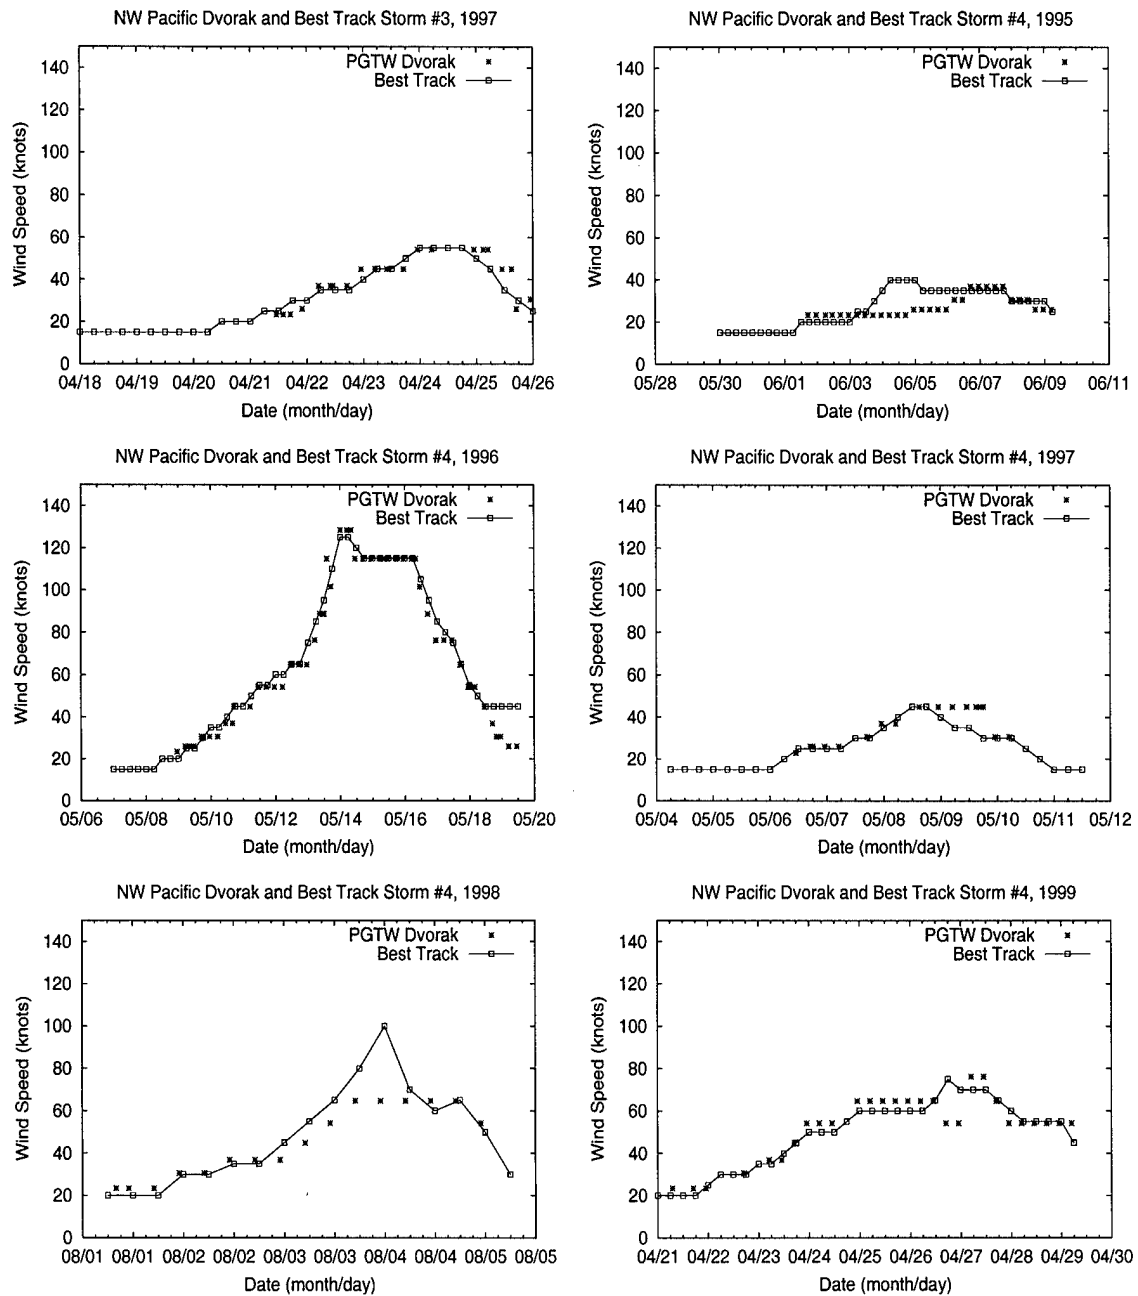 NW Pacific Dvorak and Best Track Storm #3, 1997
PGTW Dvorak
Best Track
140
120
100
80
60
40
20
0
Wind Speed (knots)
04/18 04/19 04/20 04/21 04/22 04/23 04/24 04/25 04/26
Date (month/day)
NW Pacific Dvorak and Best Track Storm #4, 1995
PGTW Dvorak
Best Track
140
120
100
80
60
40
20
0
Wind Speed (knots)
05/28 05/30 06/01 06/03 06/05 06/07 06/09 06/11
Date (month/day)
NW Pacific Dvorak and Best Track Storm #4, 1996
PGTW Dvorak
Best Track
140
120
100
80
60
40
20
0
Wind Speed (knots)
05/06 05/08 05/10 05/12 05/14 05/16 05/18 05/20
Date (month/day)
NW Pacific Dvorak and Best Track Storm #4, 1997
PGTW Dvorak
Best Track
140
120
100
80
60
40
20
0
Wind Speed (knots)
05/04 05/05 05/06 05/07 05/08 05/09 05/10 05/11 05/12
Date (month/day)
NW Pacific Dvorak and Best Track Storm #4, 1998
PGTW Dvorak
Best Track
140
120
100
80
60
40
20
0
Wind Speed (knots)
08/01 08/01 08/02 08/02 08/03 08/03 08/04 08/04 08/05 08/05
Date (month/day)
NW Pacific Dvorak and Best Track Storm #4, 1999
PGTW Dvorak
Best Track
140
120
100
80
60
40
20
0
Wind Speed (knots)
04/21 04/22 04/23 04/24 04/25 04/26 04/27 04/28 04/29 04/30
Date (month/day)